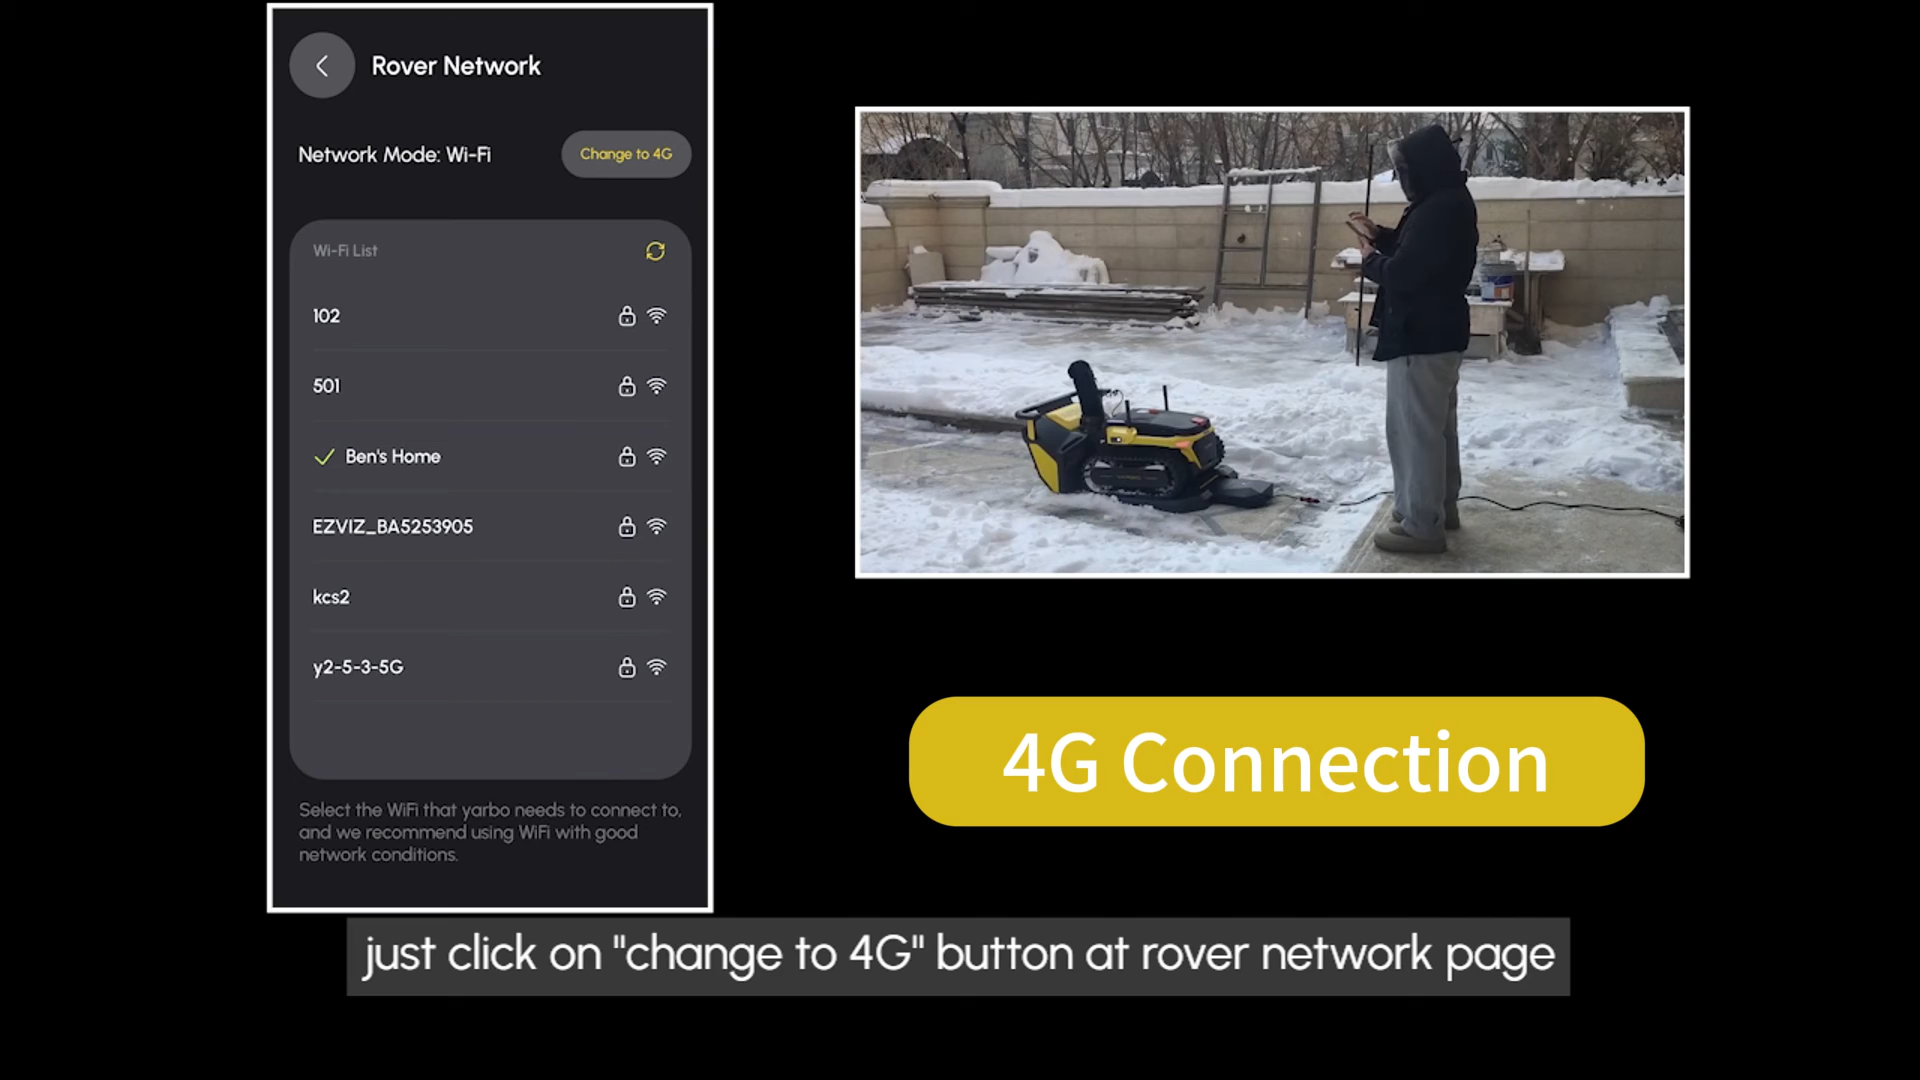 Rover Network
Network Mode: Wi-Fi
Change to 4G
Wi-Fi List
102
501
Ben's Home
EZVIZ_BA5253905
kcs2
y2-5-3-5G
Select the WiFi that yarbo needs to connect to,
and we recommend using WiFi with good
network conditions.
4G Connection
just click on "change to 4G" button at rover network page